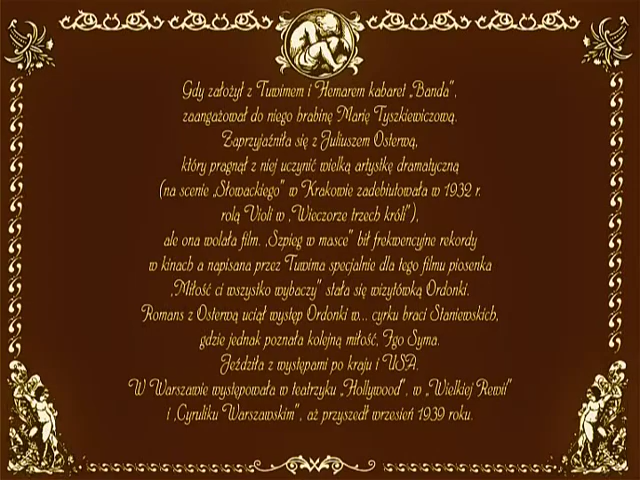 Gdy założył z Tuwimem i Hemarem kabaret „Banda”,
zaangażował do niego hrabinę Marię Tyszkiewiczową.
Zaprzyjaźniła się z Juliuszem Osterwą,
który pragnął z niej uczynić wielką artystkę dramatyczną
(na scenie „Słowackiego” w Krakowie zadebiutowała w 1932 r.
rolą Violi w „Wieczorze trzech króli”),
ale ona wolała film. „Szpieg w masce” bił frekwencyjne rekordy
w kinach a napisana przez Tuwima specjalnie dla tego filmu piosenka
„Miłość ci wszystko wybaczy” stała się wizytówką Ordonki.
Romans z Osterwą uciął występ Ordonki w... cyrku braci Staniewskich,
gdzie jednak poznała kolejną miłość, Igo Syma.
Jeździła z występami po kraju i USA.
W Warszawie występowała w teatrzyku „Hollywood”, w „Wielkiej Rewii”
i „Cyruliku Warszawskim”, aż przyszedł wrzesień 1939 roku.